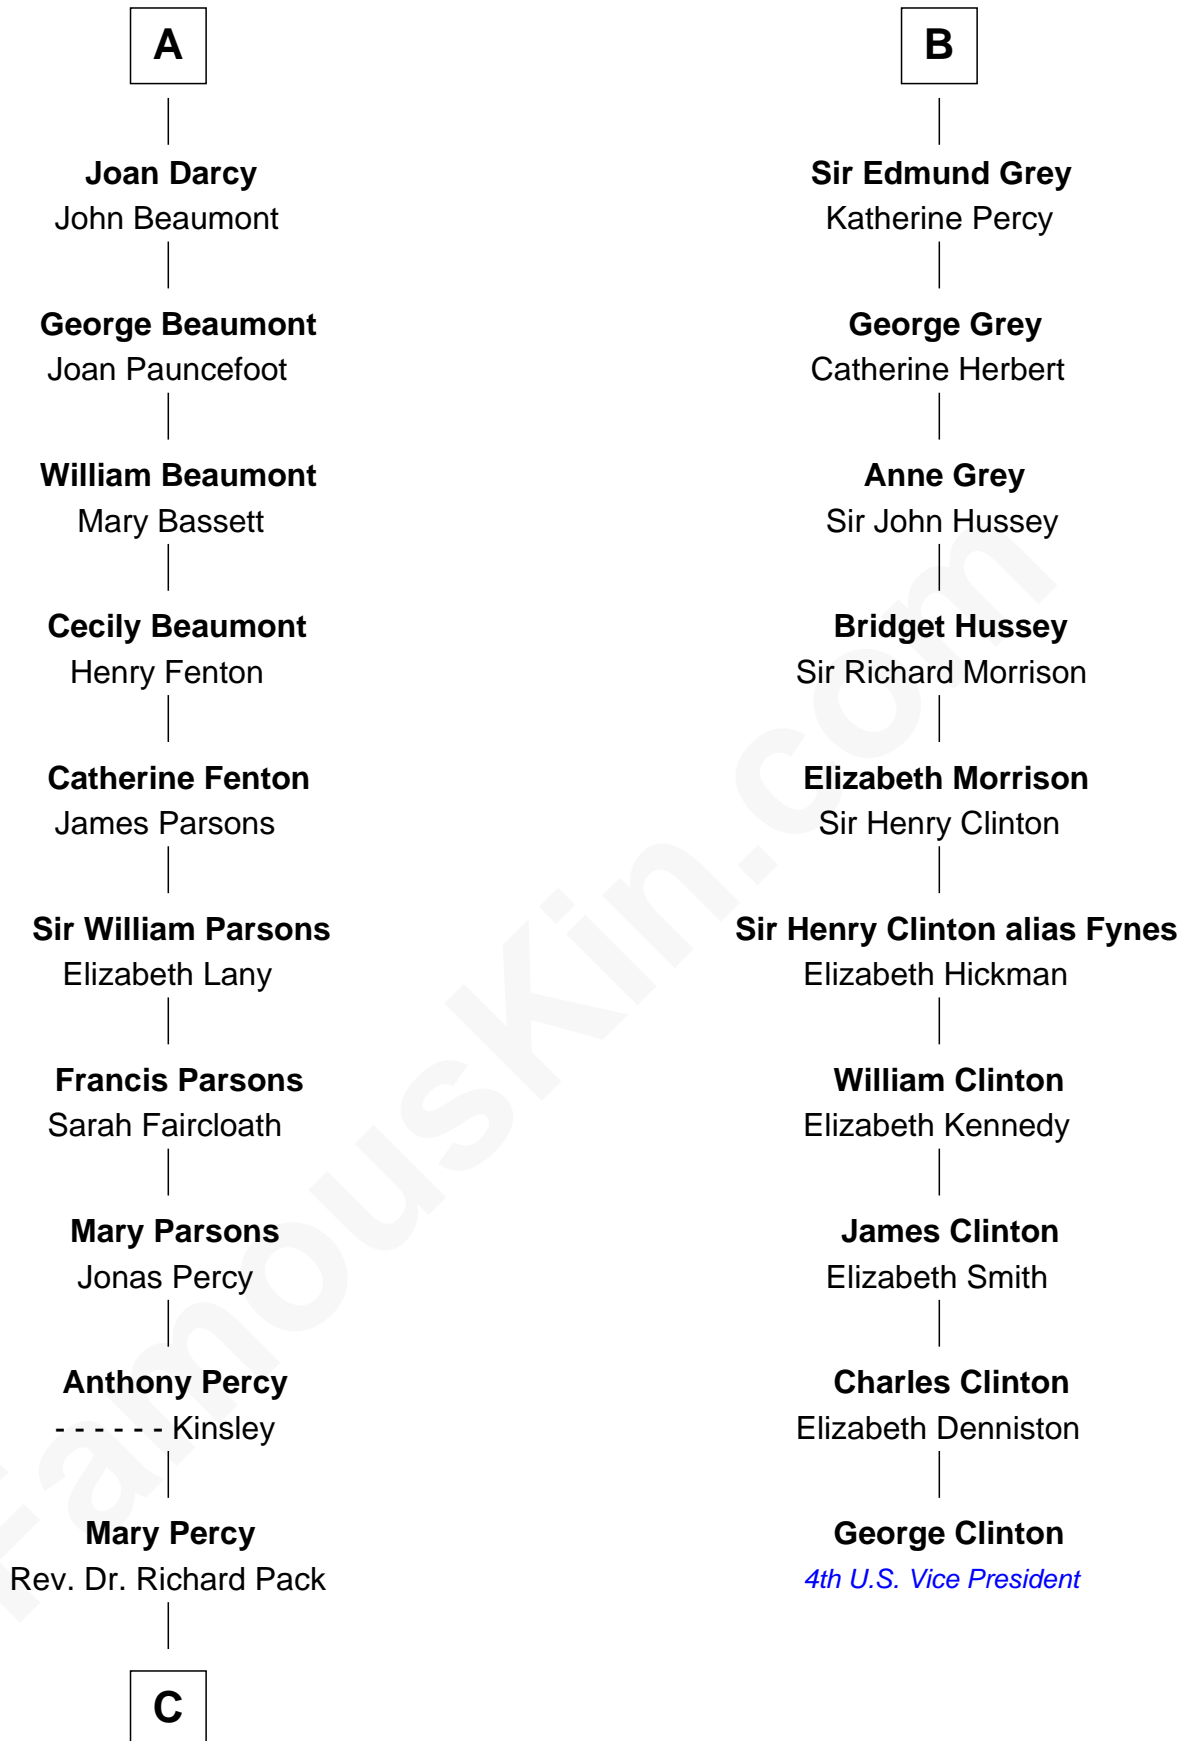 A
Joan Darcy
John Beaumont
George Beaumont
Joan Pauncefoot
William Beaumont
Mary Bassett
Cecily Beaumont
Henry Fenton
Catherine Fenton
James Parsons
Sir William Parsons
Elizabeth Lany
Francis Parsons
Sarah Faircloath
Mary Parsons
Jonas Percy
Anthony Percy
- - - - - - Kinsley
Mary Percy
Rev. Dr. Richard Pack
C
B
Sir Edmund Grey
Katherine Percy
George Grey
Catherine Herbert
Anne Grey
Sir John Hussey
Bridget Hussey
Sir Richard Morrison
Elizabeth Morrison
Sir Henry Clinton
Sir Henry Clinton alias Fynes
Elizabeth Hickman
William Clinton
Elizabeth Kennedy
James Clinton
Elizabeth Smith
Charles Clinton
Elizabeth Denniston
George Clinton
4th U.S. Vice President
FamousKin.com